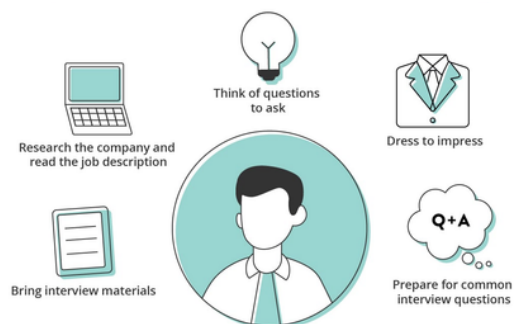 Think of questions
to ask
Research the company and
read the job description
Dress to impress
Q+A
Bring interview materials
Prepare for common
interview questions